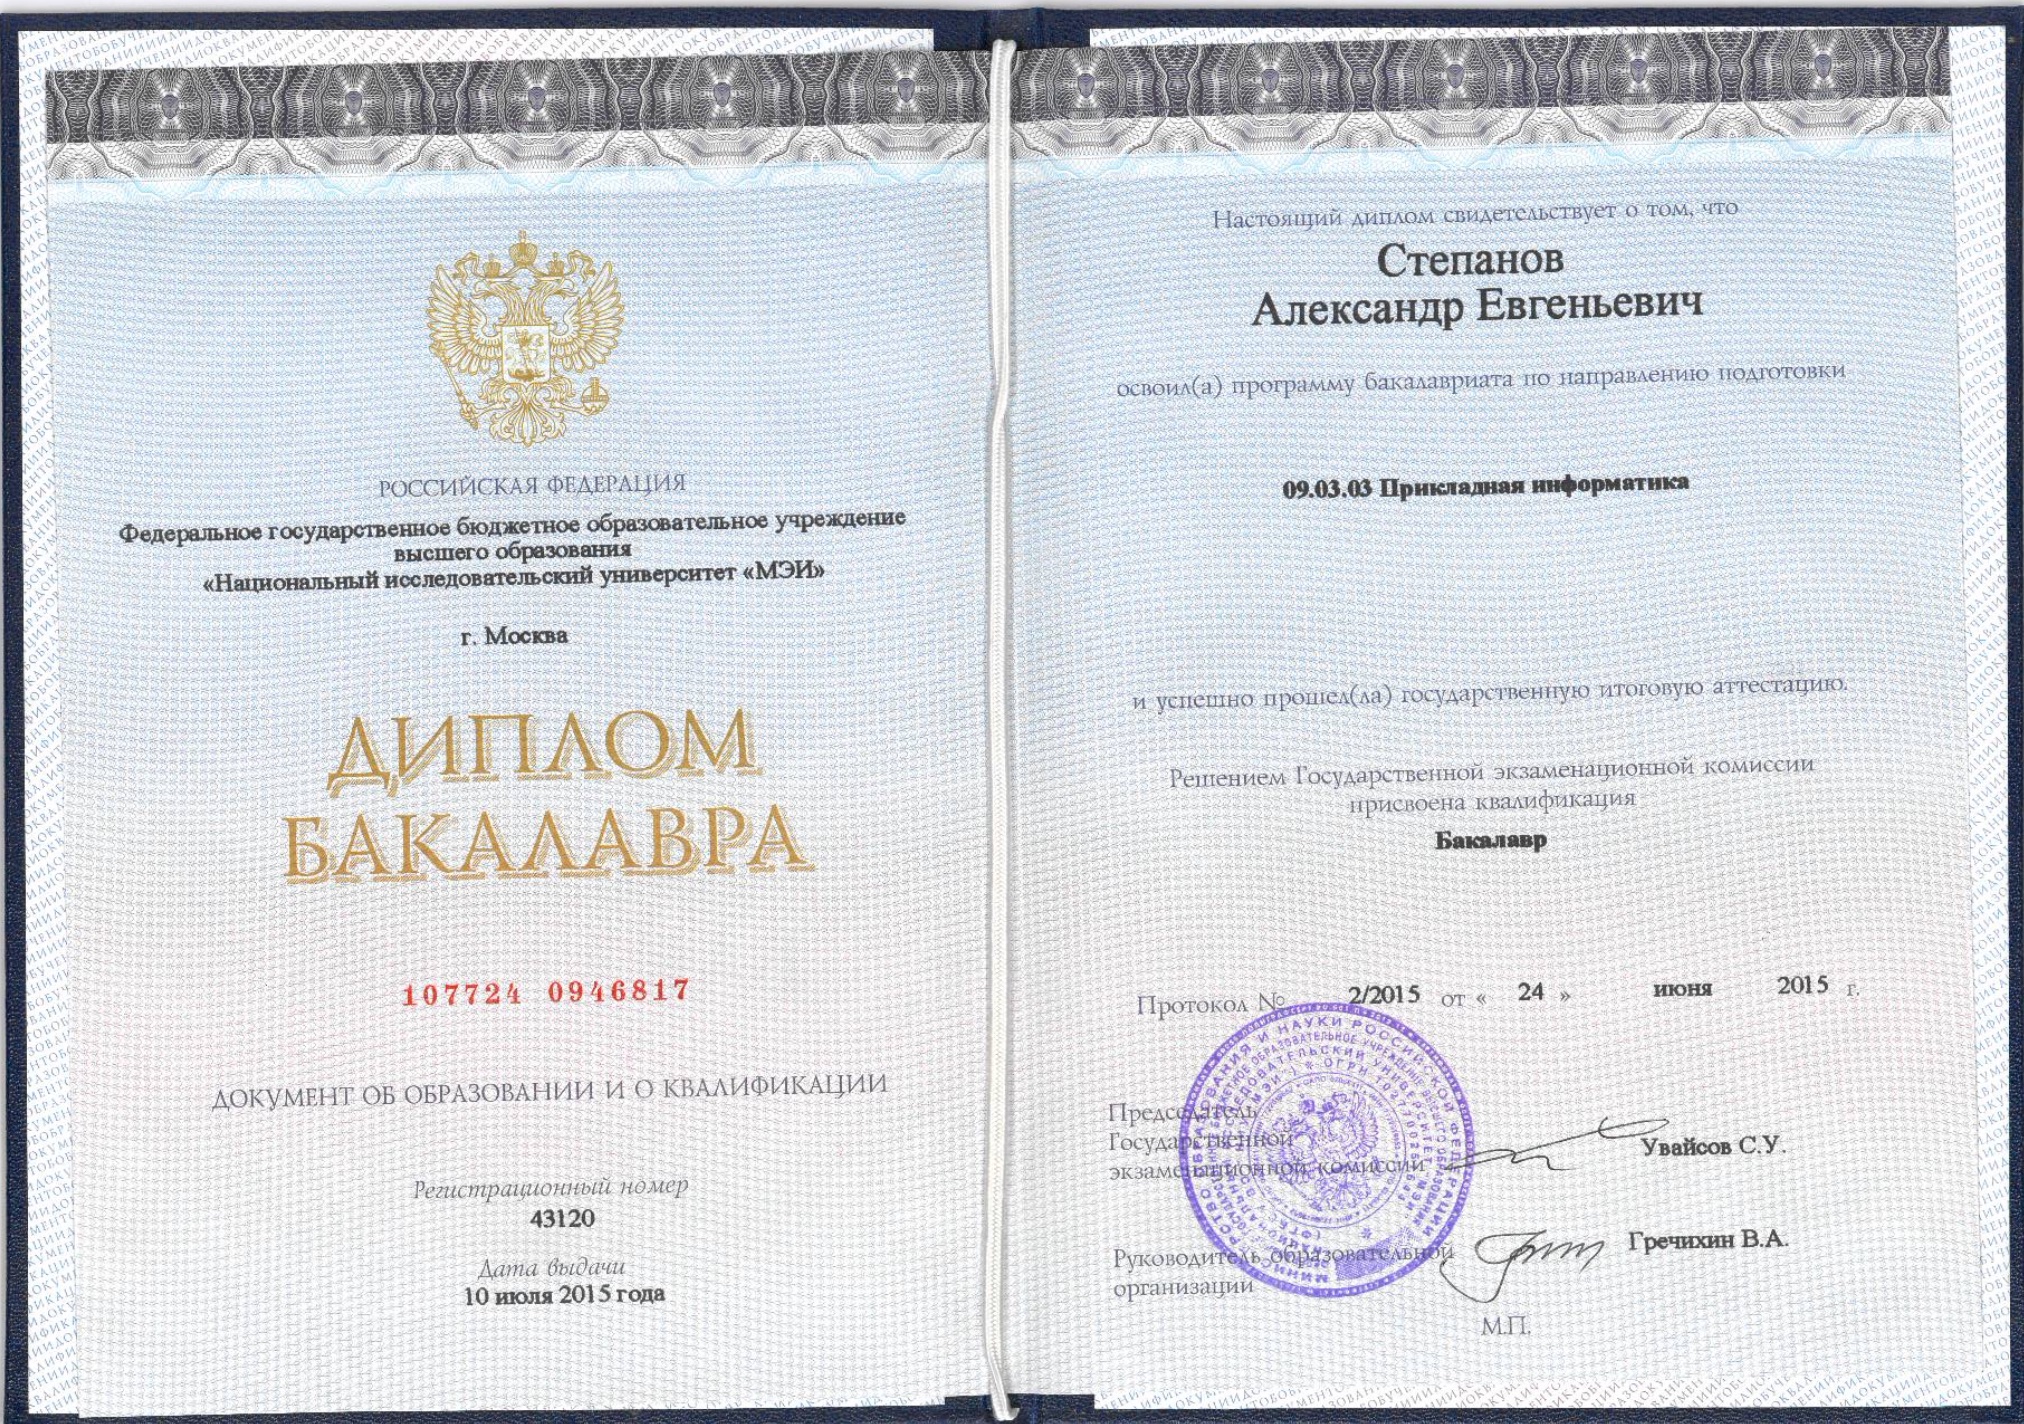 РОССИЙСКАЯ ФЕДЕРАЦИЯ
Федеральное государственное бюджетное образовательное учреждение
высшего образования
«Национальный исследовательский университет «МЭИ»
г. Москва
ДИПЛОМ
БАКАЛАВРА
107724 0946817
ДОКУМЕНТ ОБ ОБРАЗОВАНИИ И О КВАЛИФИКАЦИИ
Регистрационный номер
43120
Дата выдачи
10 июля 2015 года
Настоящий диплом свидетельствует о том, что
Степанов
Александр Евгеньевич
освоил(а) программу бакалавриата по направлению подготовки
09.03.03 Прикладная информатика
и успешно прошел(ла) государственную итоговую аттестацию.
Решением Государственной экзаменационной комиссии
присвоена квалификация
Бакалавр
Протокол № 2/2015 от « 24 » июня 2015 г.
Председатель
Государственной
экзаменационной комиссии
Увайсов С.У.
Руководитель образовательной
организации
Гречихин В.А.
М.П.